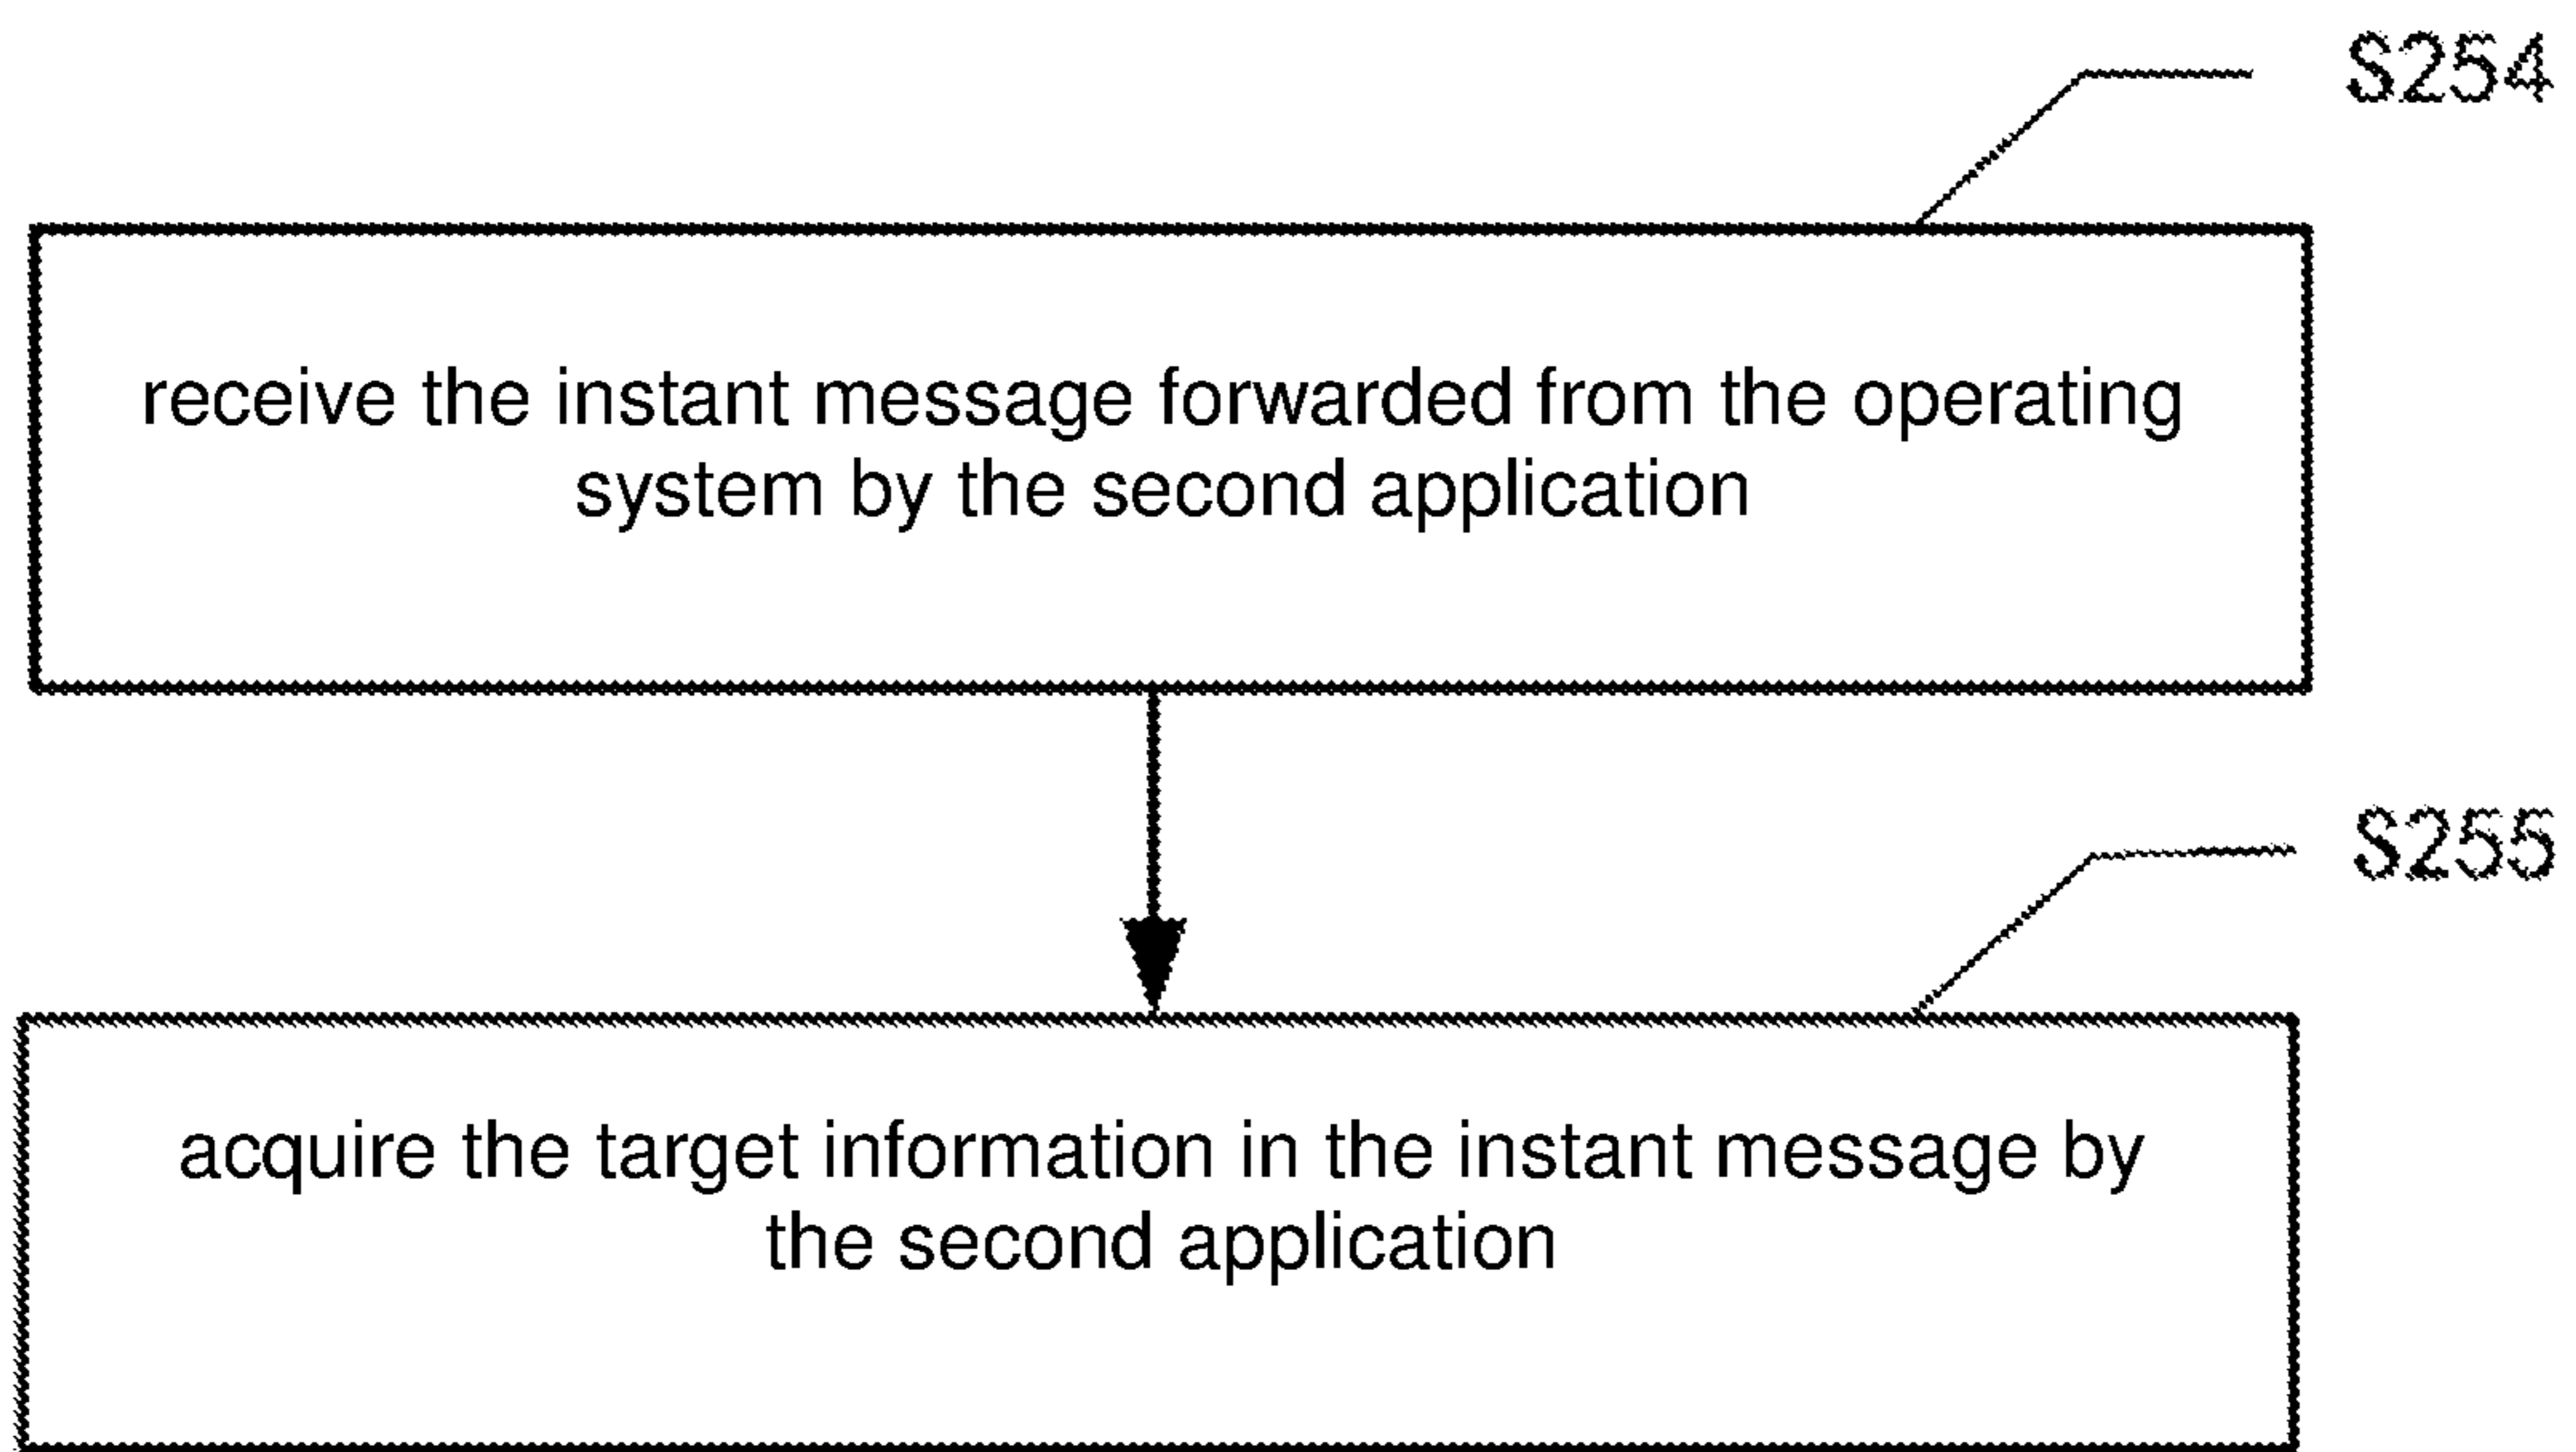 S254
receive the instant message forwarded from the operating
system by the second application
S255
acquire the target information in the instant message by
the second application